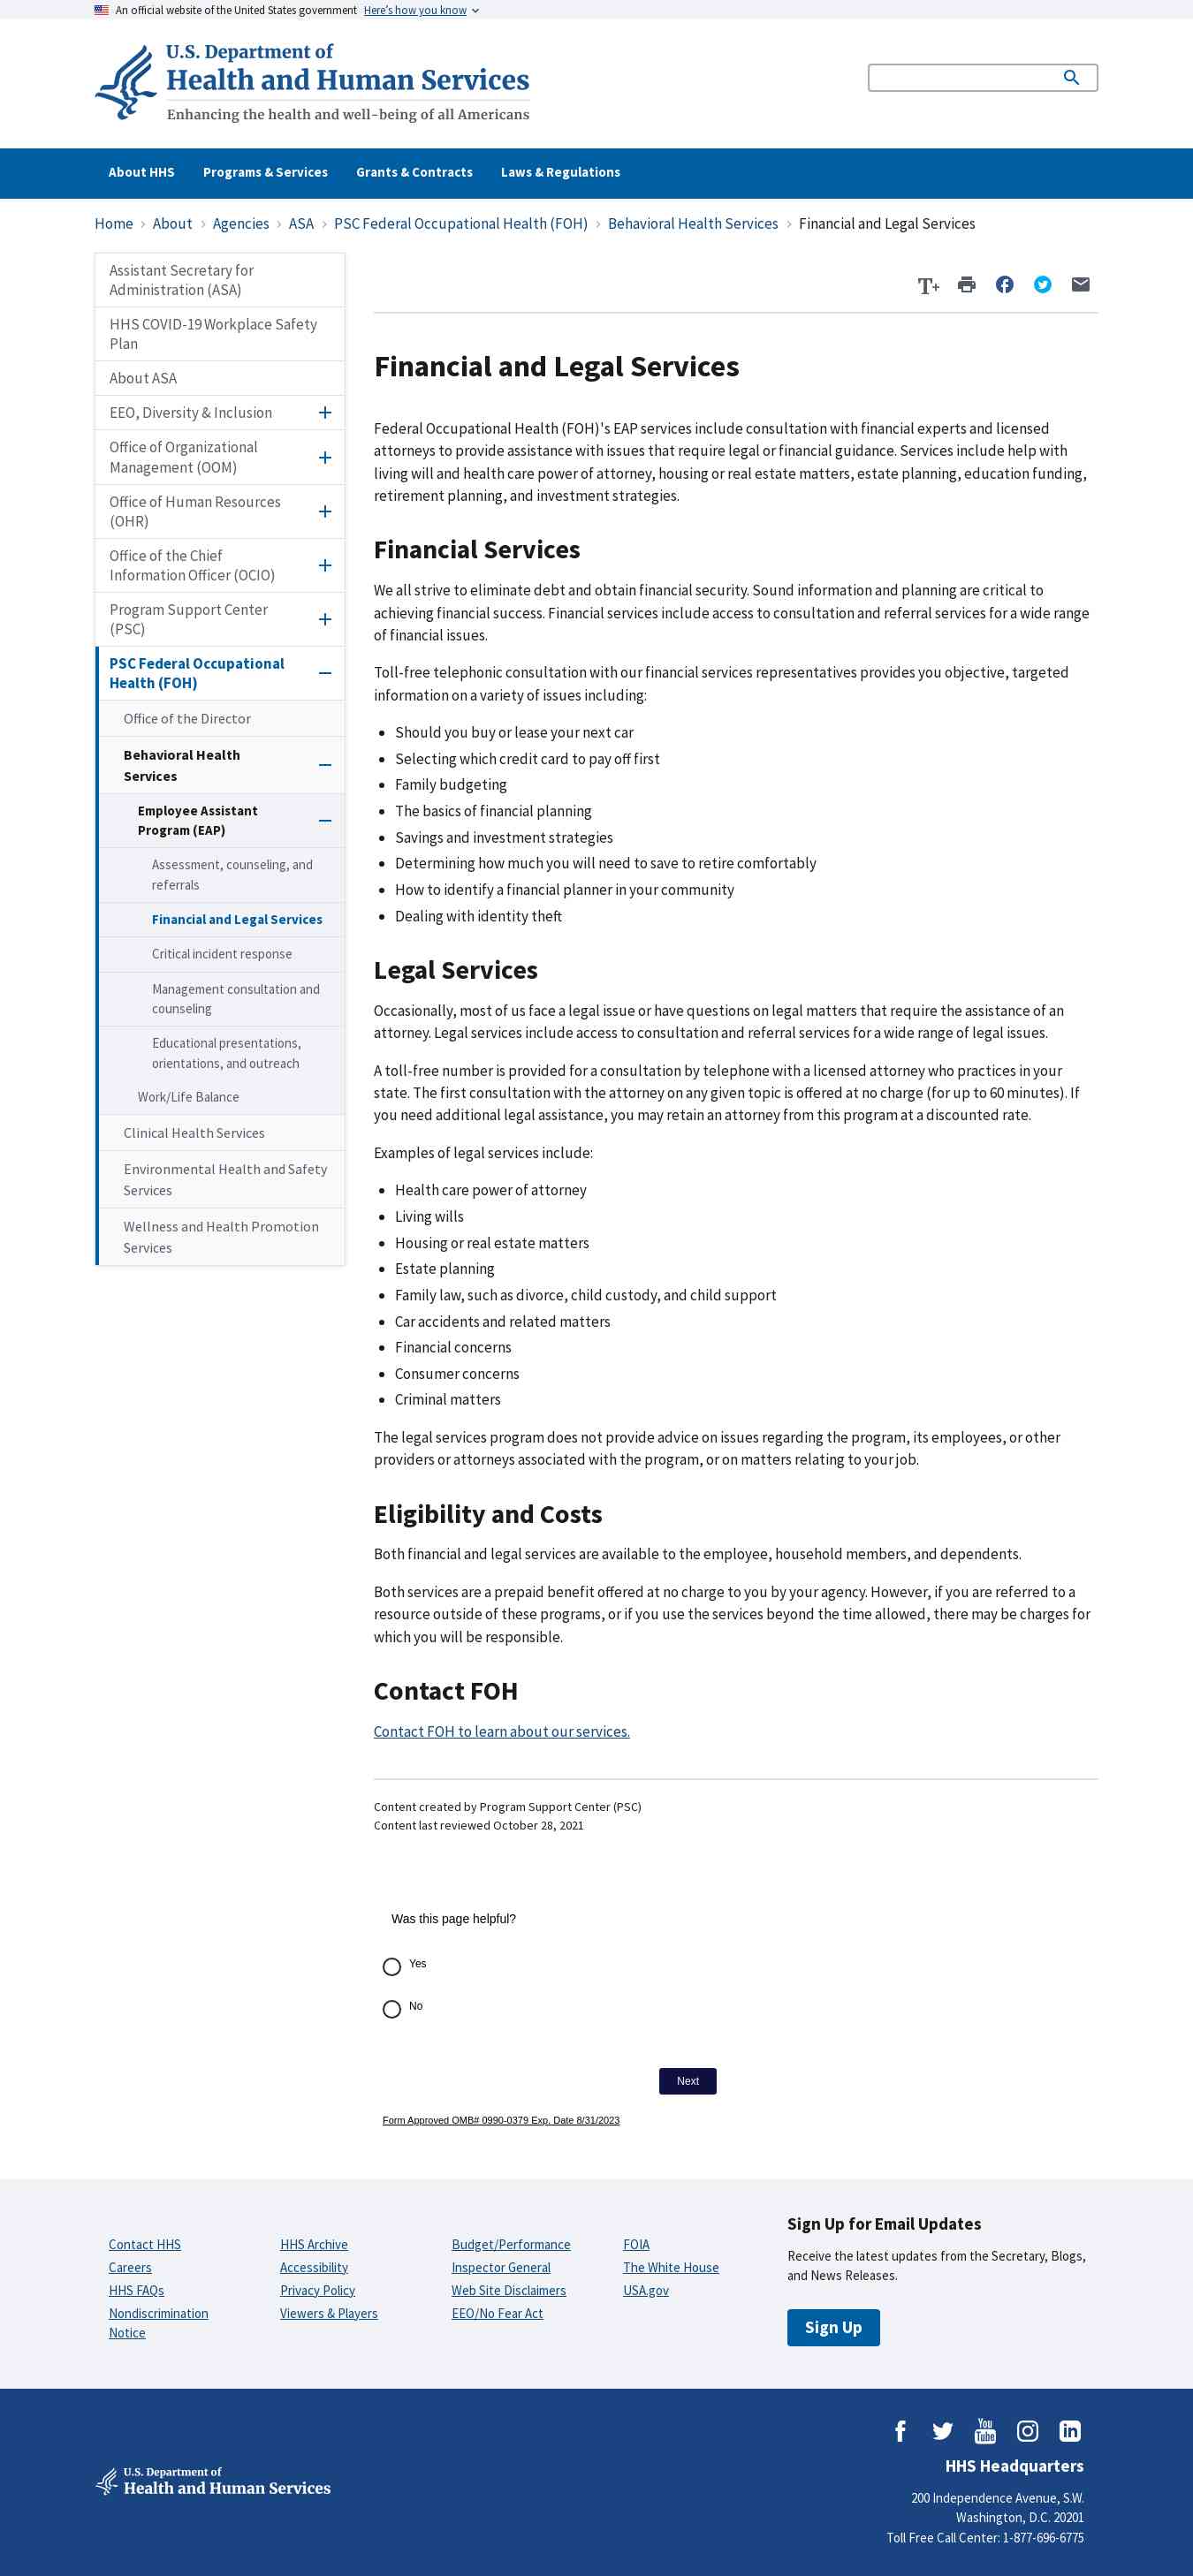 An official website of the United States government Here's how you know
U.S. Department of
Health and Human Services
Enhancing the health and well-being of all Americans
About HHS Programs & Services Grants & Contracts Laws & Regulations
Home > About > Agencies > ASA > PSC Federal Occupational Health (FOH) > Behavioral Health Services > Financial and Legal Services
Assistant Secretary for
Administration (ASA)
HHS COVID-19 Workplace Safety
Plan
About ASA
EEO, Diversity & Inclusion
Office of Organizational
Management (OOM)
Office of Human Resources
(OHR)
Office of the Chief
Information Officer (OCIO)
Program Support Center
(PSC)
PSC Federal Occupational
Health (FOH)
Office of the Director
Behavioral Health
Services
Employee Assistant
Program (EAP)
Assessment, counseling, and
referrals
Financial and Legal Services
Critical incident response
Management consultation and
counseling
Educational presentations,
orientations, and outreach
Work/Life Balance
Clinical Health Services
Environmental Health and Safety
Services
Wellness and Health Promotion
Services
T+
Financial and Legal Services
Federal Occupational Health (FOH)'s EAP services include consultation with financial experts and licensed
attorneys to provide assistance with issues that require legal or financial guidance. Services include help with
living will and health care power of attorney, housing or real estate matters, estate planning, education funding,
retirement planning, and investment strategies.
Financial Services
We all strive to eliminate debt and obtain financial security. Sound information and planning are critical to
achieving financial success. Financial services include access to consultation and referral services for a wide range
of financial issues.
Toll-free telephonic consultation with our financial services representatives provides you objective, targeted
information on a variety of issues including:
• Should you buy or lease your next car
• Selecting which credit card to pay off first
• Family budgeting
• The basics of financial planning
• Savings and investment strategies
• Determining how much you will need to save to retire comfortably
• How to identify a financial planner in your community
• Dealing with identity theft
Legal Services
Occasionally, most of us face a legal issue or have questions on legal matters that require the assistance of an
attorney. Legal services include access to consultation and referral services for a wide range of legal issues.
A toll-free number is provided for a consultation by telephone with a licensed attorney who practices in your
state. The first consultation with the attorney on any given topic is offered at no charge (for up to 60 minutes). If
you need additional legal assistance, you may retain an attorney from this program at a discounted rate.
Examples of legal services include:
• Health care power of attorney
• Living wills
• Housing or real estate matters
• Estate planning
• Family law, such as divorce, child custody, and child support
• Car accidents and related matters
• Financial concerns
• Consumer concerns
• Criminal matters
The legal services program does not provide advice on issues regarding the program, its employees, or other
providers or attorneys associated with the program, or on matters relating to your job.
Eligibility and Costs
Both financial and legal services are available to the employee, household members, and dependents.
Both services are a prepaid benefit offered at no charge to you by your agency. However, if you are referred to a
resource outside of these programs, or if you use the services beyond the time allowed, there may be charges for
which you will be responsible.
Contact FOH
Contact FOH to learn about our services.
Content created by Program Support Center (PSC)
Content last reviewed October 28, 2021
Was this page helpful?
Yes
No
Next
Form Approved OMB# 0990-0379 Exp. Date 8/31/2023
Contact HHS
Careers
HHS FAQs
Nondiscrimination
Notice
HHS Archive
Accessibility
Privacy Policy
Viewers & Players
Budget/Performance
Inspector General
Web Site Disclaimers
EEO/No Fear Act
FOIA
The White House
USA.gov
Sign Up for Email Updates
Receive the latest updates from the Secretary, Blogs,
and News Releases.
Sign Up
You
Tube
U.S. Department of
Health and Human Services
HHS Headquarters
200 Independence Avenue, S.W.
Washington, D.C. 20201
Toll Free Call Center: 1-877-696-6775